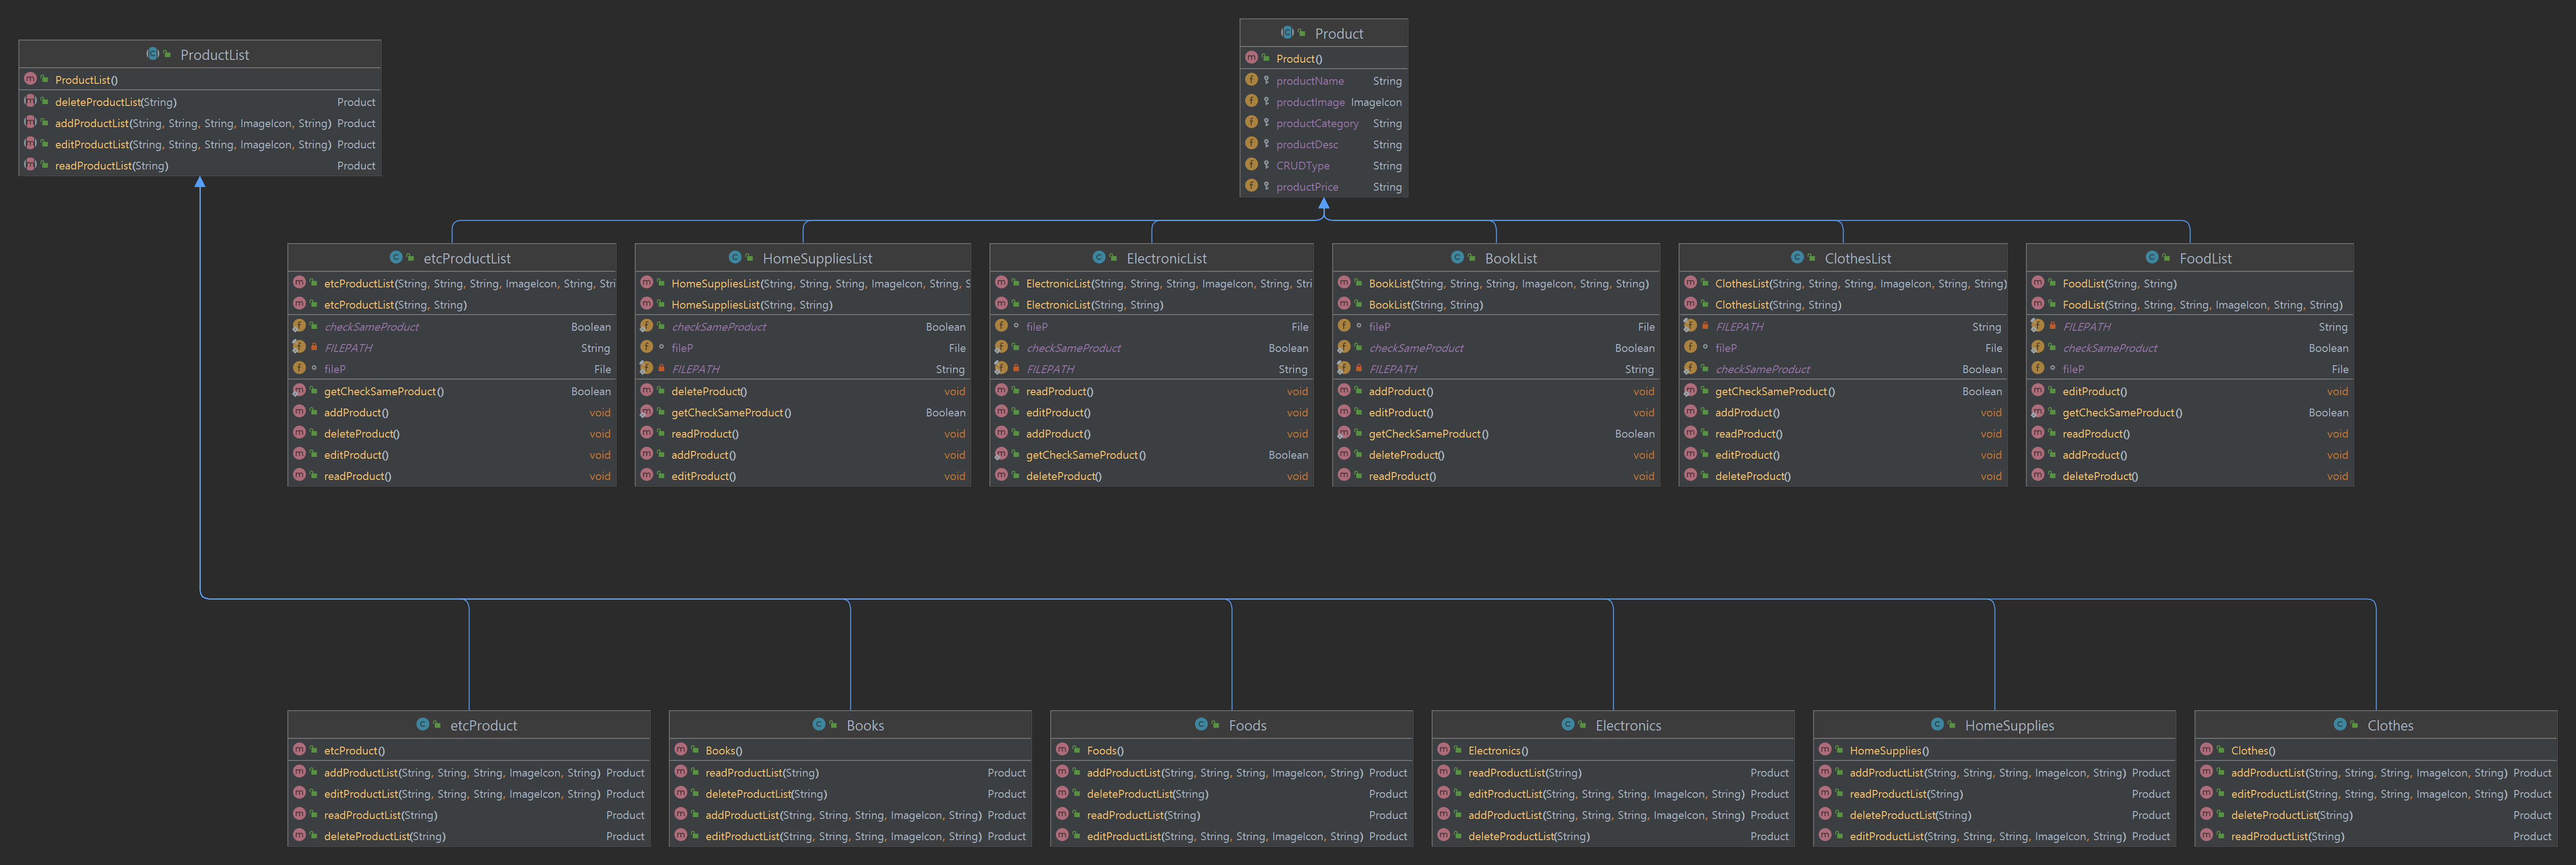 ProductList
ProductList()
deleteProductList(String) Product
addProductList(String, String, String, ImageIcon, String) Product
editProductList(String, String, String, ImageIcon, String) Product
readProductList(String) Product
Product
Product()
productName String
productImage ImageIcon
productCategory String
productDesc String
CRUDType String
productPrice String
etcProductList
etcProductList(String, String, String, ImageIcon, String, Stri
etcProductList(String, String)
checkSameProduct Boolean
FILEPATH String
fileP File
getCheckSameProduct() Boolean
addProduct() void
deleteProduct() void
editProduct() void
readProduct() void
HomeSuppliesList
HomeSuppliesList(String, String, String, ImageIcon, String, S
HomeSuppliesList(String, String)
checkSameProduct Boolean
fileP File
FILEPATH String
deleteProduct() void
getCheckSameProduct() Boolean
readProduct() void
addProduct() void
editProduct() void
ElectronicList
ElectronicList(String, String, String, ImageIcon, String, Stri
ElectronicList(String, String)
fileP File
checkSameProduct Boolean
FILEPATH String
readProduct() void
editProduct() void
addProduct() void
getCheckSameProduct() Boolean
deleteProduct() void
BookList
BookList(String, String, String, ImageIcon, String, String)
BookList(String, String)
fileP File
checkSameProduct Boolean
FILEPATH String
addProduct() void
editProduct() void
getCheckSameProduct() Boolean
deleteProduct() void
readProduct() void
ClothesList
ClothesList(String, String, String, ImageIcon, String, String)
ClothesList(String, String)
FILEPATH String
fileP File
checkSameProduct Boolean
getCheckSameProduct() Boolean
addProduct() void
readProduct() void
editProduct() void
deleteProduct() void
FoodList
FoodList(String, String)
FoodList(String, String, String, ImageIcon, String, String)
FILEPATH String
checkSameProduct Boolean
fileP File
editProduct() void
getCheckSameProduct() Boolean
readProduct() void
addProduct() void
deleteProduct() void
etcProduct
etcProduct()
addProductList(String, String, String, ImageIcon, String) Product
editProductList(String, String, String, ImageIcon, String) Product
readProductList(String) Product
deleteProductList(String) Product
Books
Books()
readProductList(String) Product
deleteProductList(String) Product
addProductList(String, String, String, ImageIcon, String) Product
editProductList(String, String, String, ImageIcon, String) Product
Foods
Foods()
addProductList(String, String, String, ImageIcon, String) Product
deleteProductList(String) Product
readProductList(String) Product
editProductList(String, String, String, ImageIcon, String) Product
Electronics
Electronics()
readProductList(String) Product
editProductList(String, String, String, ImageIcon, String) Product
addProductList(String, String, String, ImageIcon, String) Product
deleteProductList(String) Product
HomeSupplies
HomeSupplies()
addProductList(String, String, String, ImageIcon, String) Product
readProductList(String) Product
deleteProductList(String) Product
editProductList(String, String, String, ImageIcon, String) Product
Clothes
Clothes()
addProductList(String, String, String, ImageIcon, String) Product
editProductList(String, String, String, ImageIcon, String) Product
deleteProductList(String) Product
readProductList(String) Product